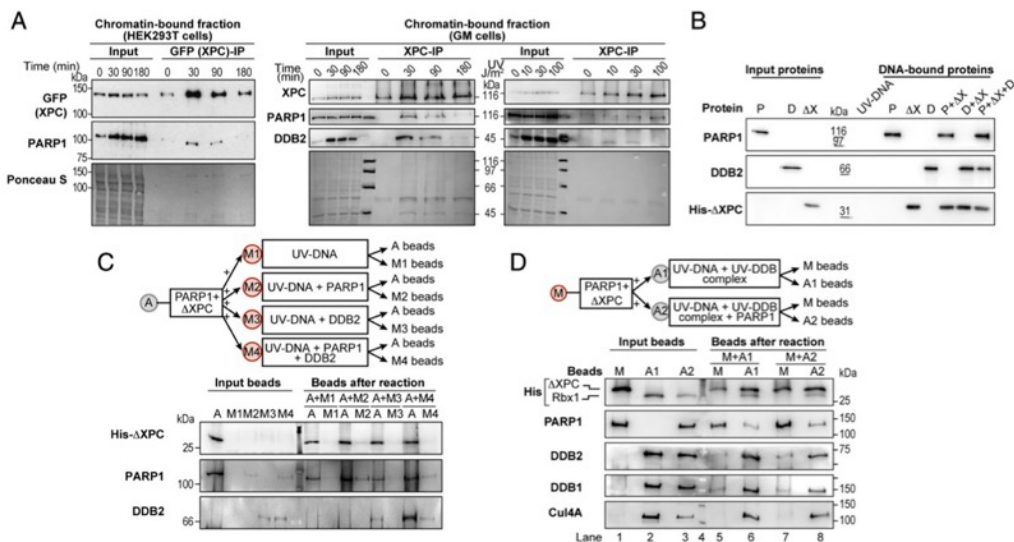 A
Chromatin-bound fraction
(HEK293T cells)
Input GFP (XPC)-IP
Time (min) 0 30 90 180 0 30 90 180
kDa
GFP
(XPC)
150
100
PARP1
100
75
Ponceau S
150
100
Chromatin-bound fraction
(GM cells)
Input XPC-IP Input XPC-IP
Time
(min) 0 30 90 180 0 30 90 180 UV
J/m² 0 10 30 100 0 10 30 100
kDa
XPC
116
PARP1
116
DDB2
45
116
97
66
45
B
Input proteins DNA-bound proteins
Protein P D ΔX kDa UV-DNA P ΔX D P+ΔX D+ΔX P+ΔX+D
PARP1
116
97
DDB2
66
His-ΔXPC
31
C
A
PARP1+
ΔXPC
+
+
+
+
M1 UV-DNA
A beads
M1 beads
M2 UV-DNA + PARP1
A beads
M2 beads
M3 UV-DNA + DDB2
A beads
M3 beads
M4 UV-DNA + PARP1
+ DDB2
A beads
M4 beads
Input beads Beads after reaction
A+M1 A+M2 A+M3 A+M4
kDa A M1 M2 M3 M4 A M1 A M2 A M3 A M4
His-ΔXPC
25
PARP1
100
DDB2
66
D
M
PARP1+
ΔXPC
+
+
A1 UV-DNA + UV-DDB
complex
M beads
A1 beads
A2 UV-DNA + UV-DDB
complex + PARP1
M beads
A2 beads
Input beads Beads after reaction
M+A1 M+A2
Beads M A1 A2 M A1 M A2 kDa
His ΔXPC
Rbx1
25
PARP1
150
100
DDB2
75
DDB1
150
Cul4A
150
100
Lane 1 2 3 4 5 6 7 8